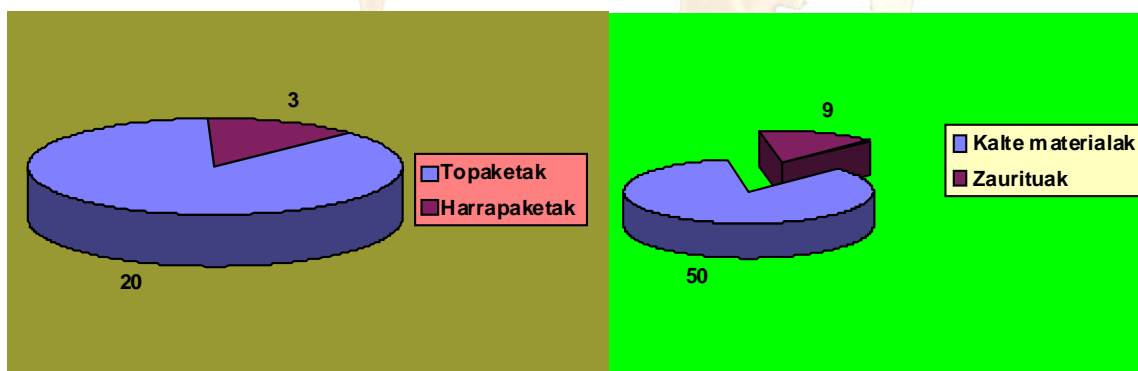 3
Topaketak
Harrapaketak
20
9
Kalte materialak
Zaurituak
50